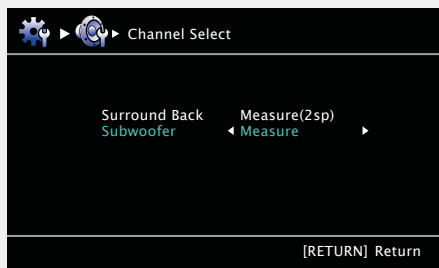 Channel Select
Surround Back Measure(2sp)
Subwoofer Measure
[RETURN] Return